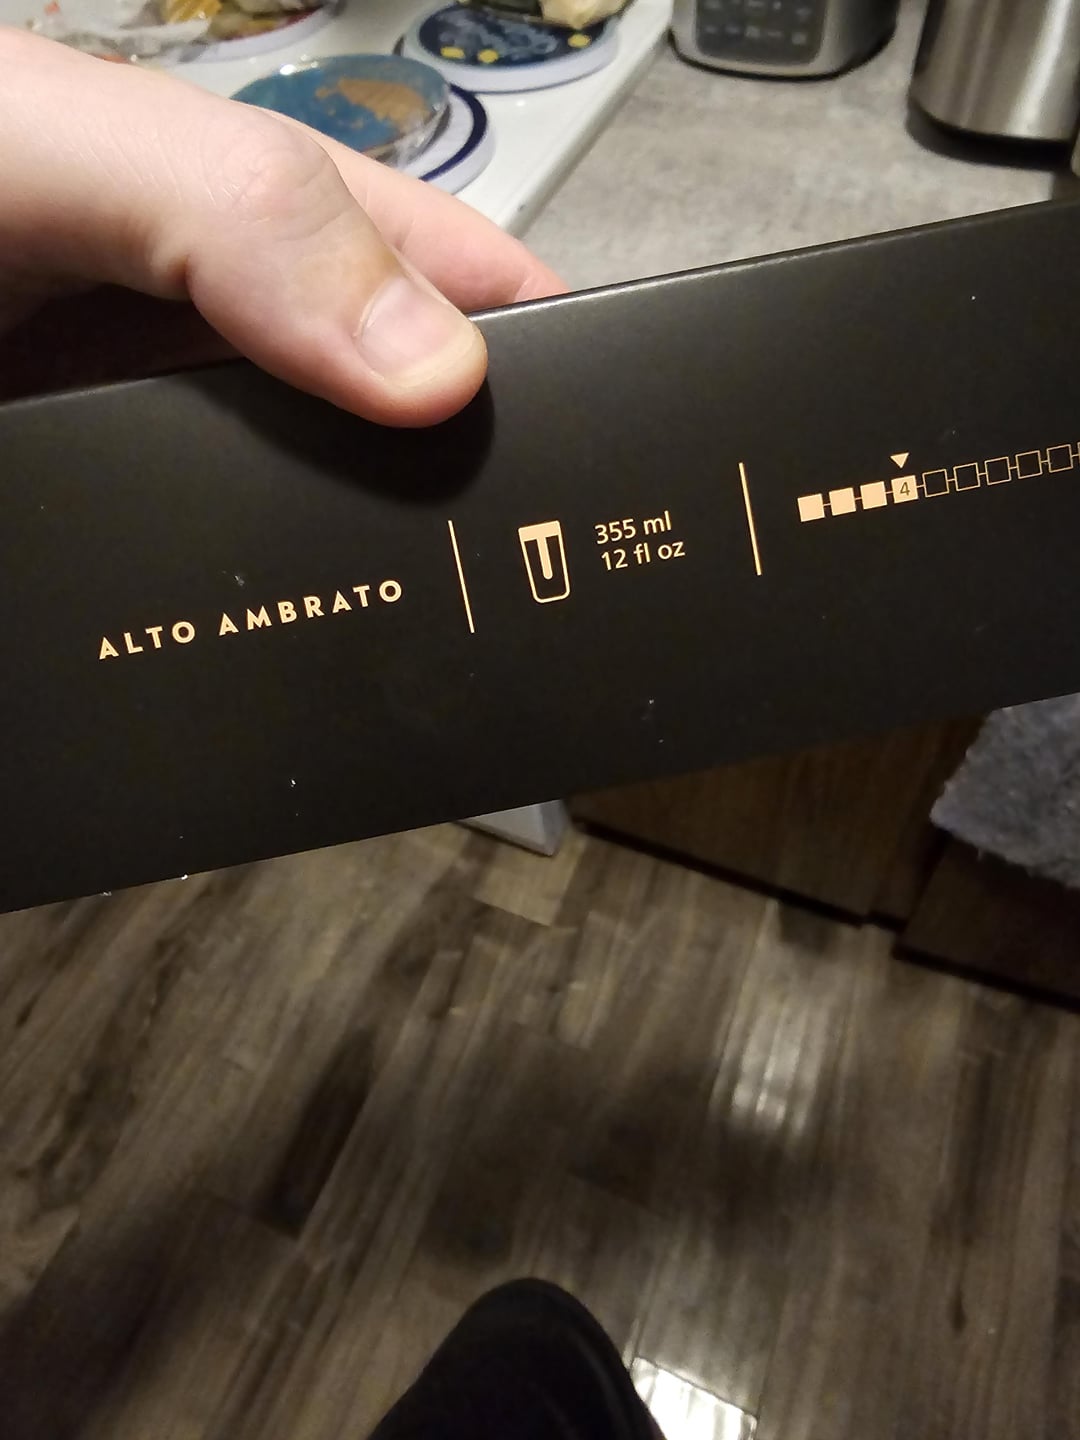 ALTO AMBRATO
355 ml
12 fl oz
4